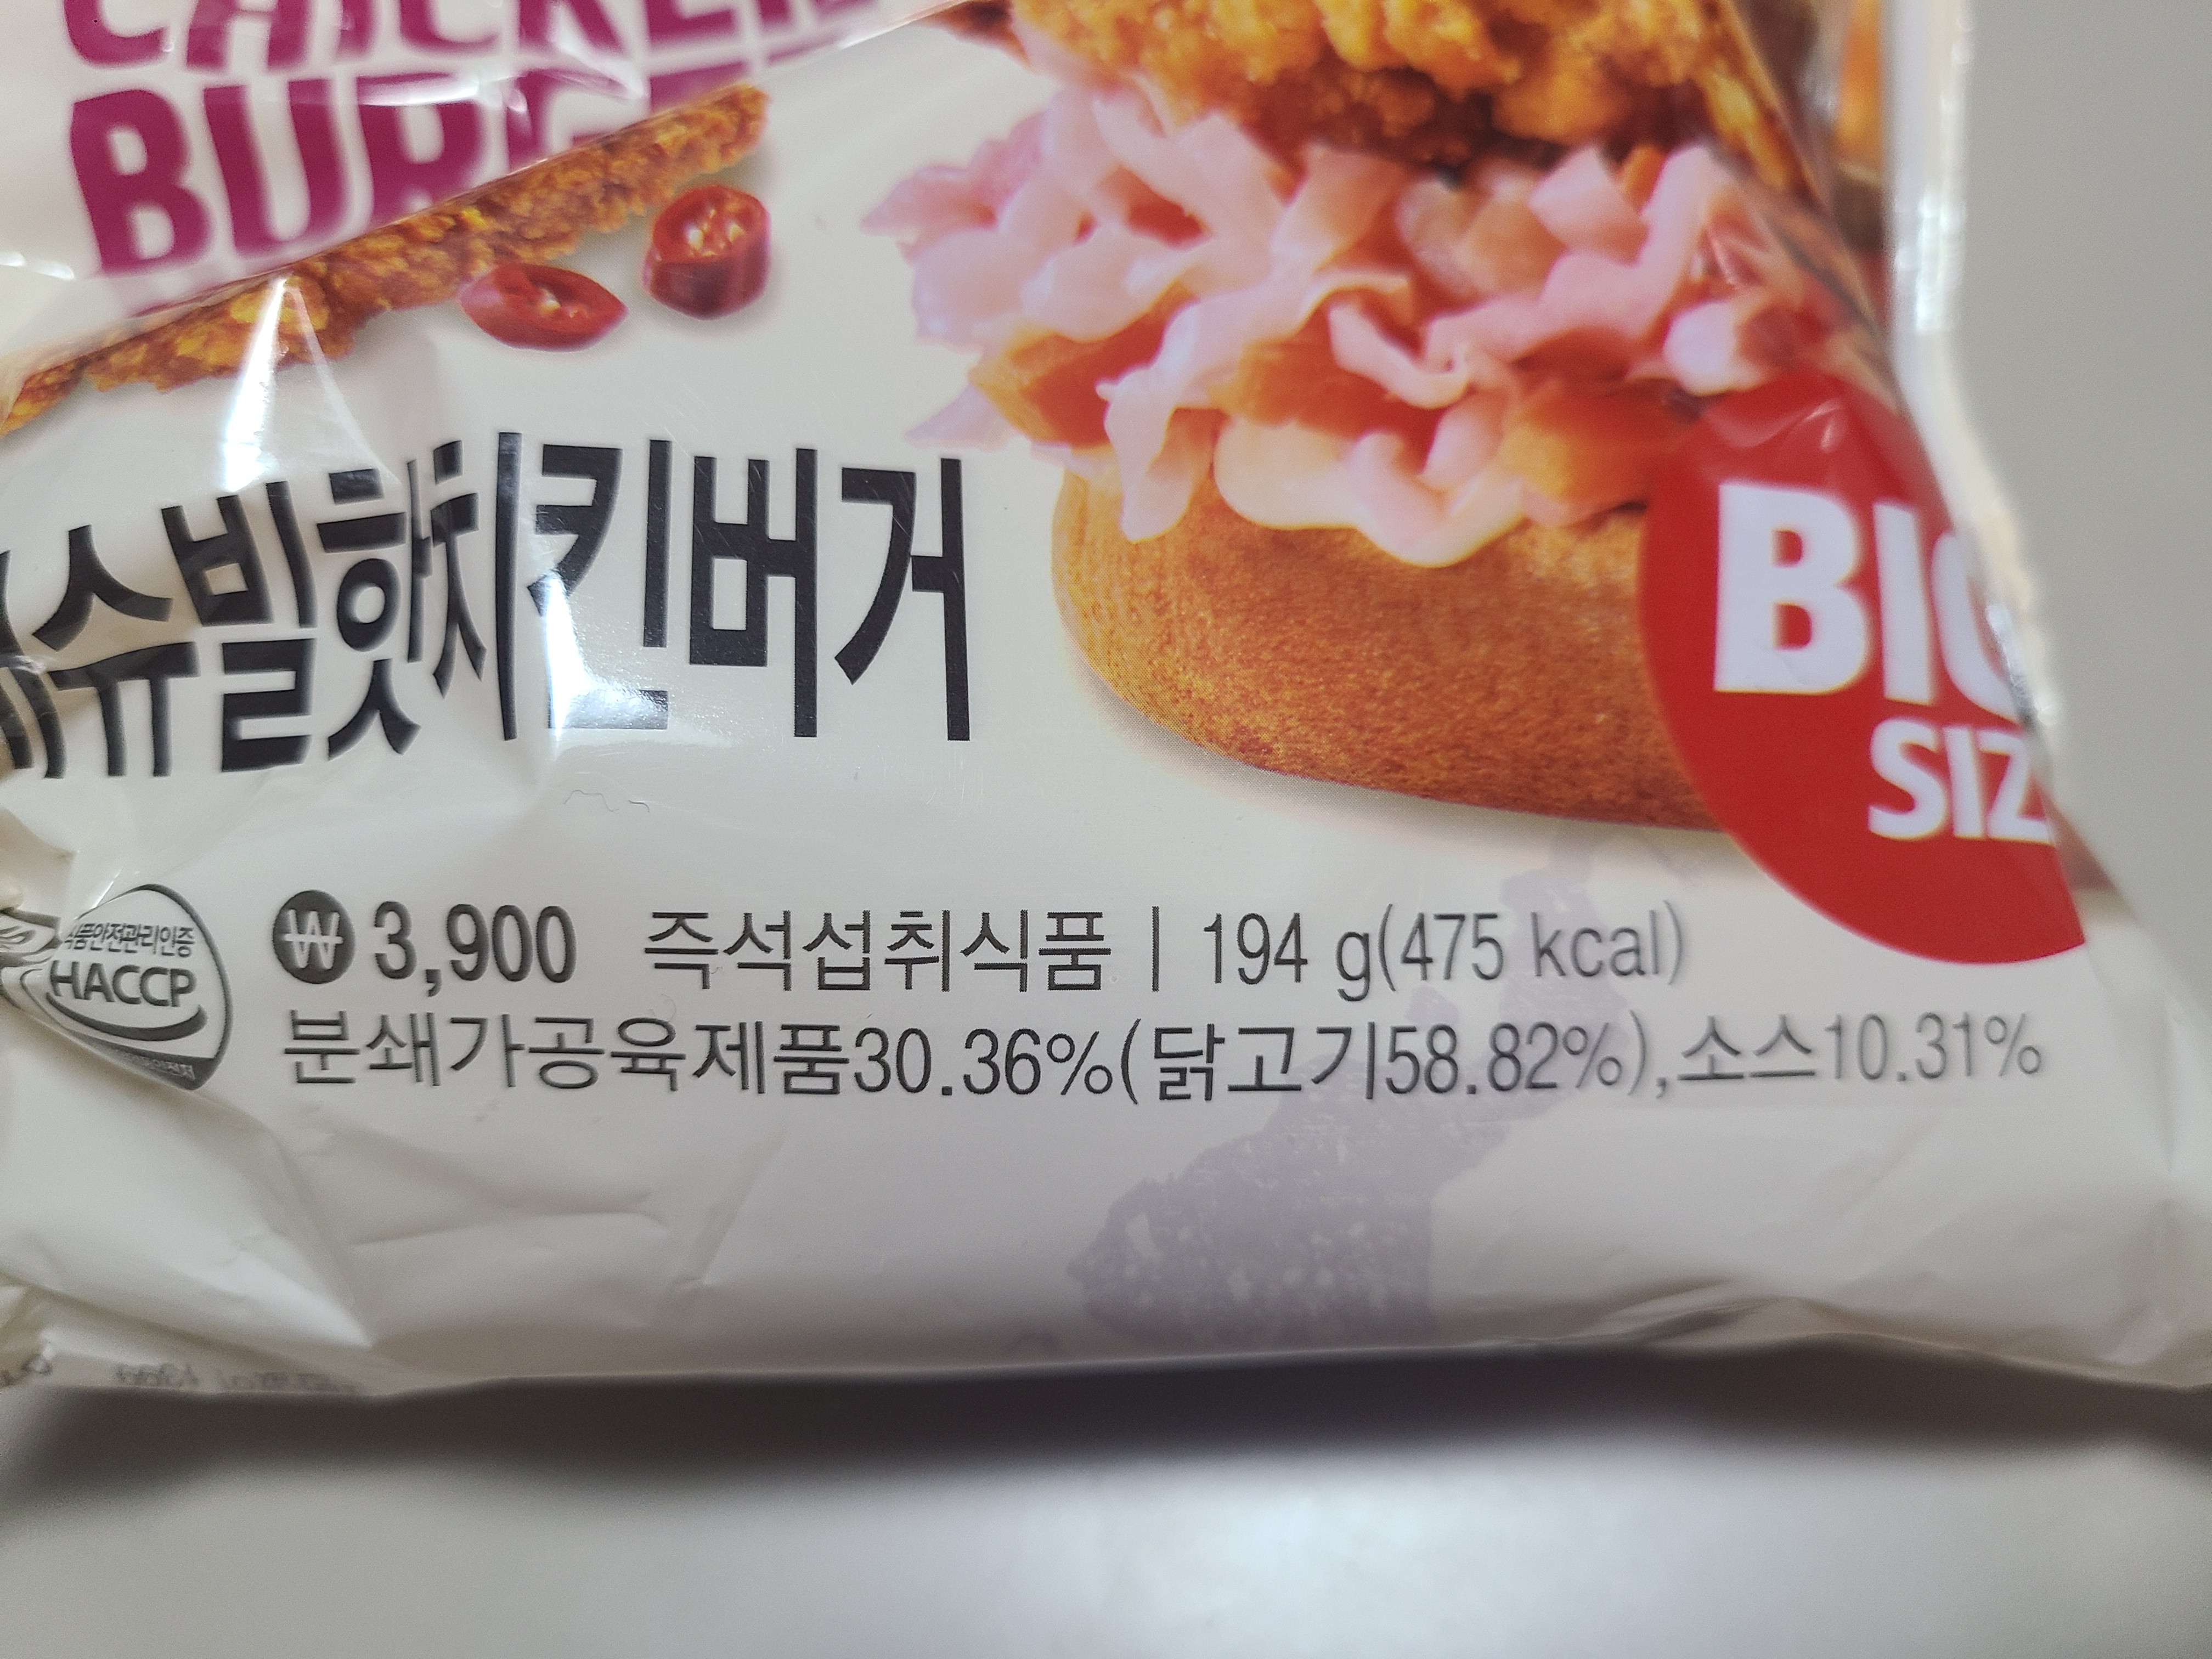 CHICKEN
BURGE
슈빌핫치킨버거
BIG
SIZ
식품안전관리인증
HACCP
₩3,900 즉석섭취식품 | 194 g(475 kcal)
분쇄가공육제품30.36%(닭고기58.82%),소스10.31%